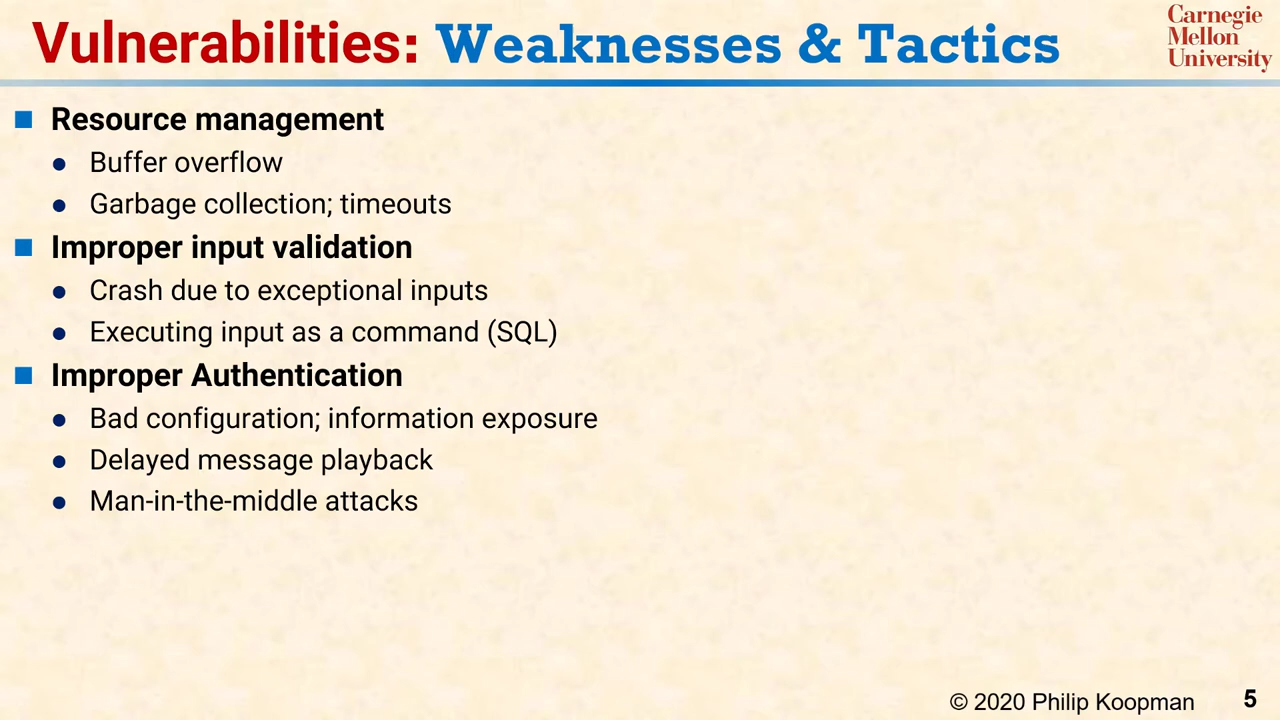 Vulnerabilities: Weaknesses & Tactics
Carnegie
Mellon
University
Resource management
Buffer overflow
Garbage collection; timeouts
Improper input validation
Crash due to exceptional inputs
Executing input as a command (SQL)
Improper Authentication
Bad configuration; information exposure
Delayed message playback
Man-in-the-middle attacks
© 2020 Philip Koopman
5